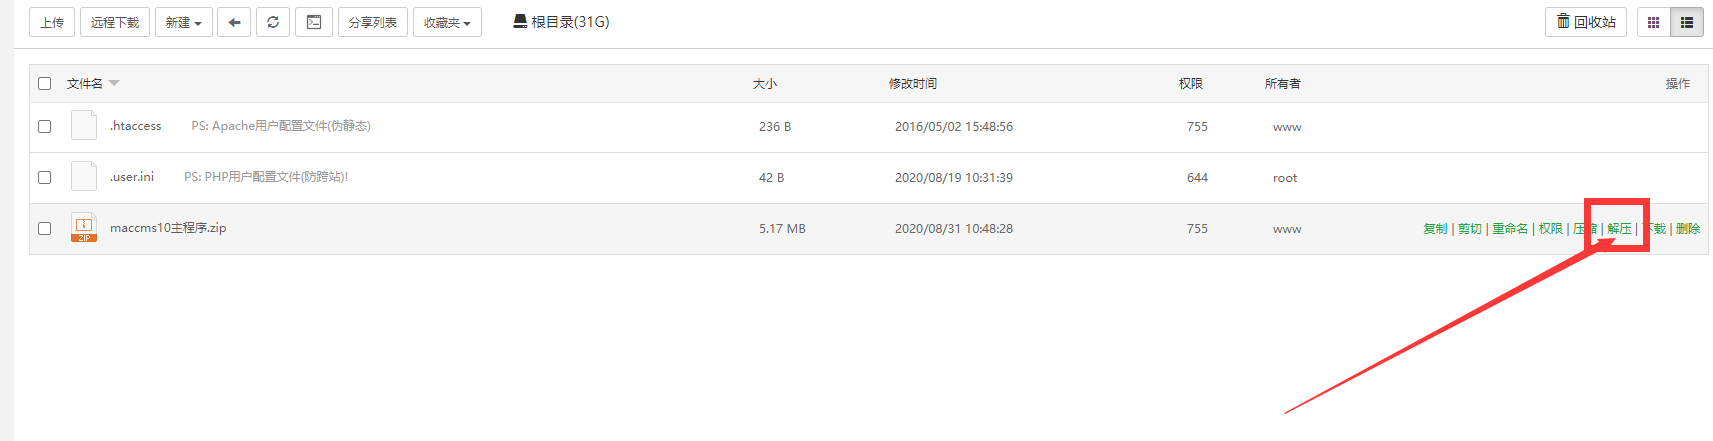 上传 远程下载 新建 分享列表 收藏夹 根目录(31G) 回收站
文件名 大小 修改时间 权限 所有者 操作
.htaccess PS: Apache用户配置文件(伪静态) 236 B 2016/05/02 15:48:56 755 www
.user.ini PS: PHP用户配置文件(防跨站)! 42 B 2020/08/19 10:31:39 644 root
maccms10主程序.zip 5.17 MB 2020/08/31 10:48:28 755 www 复制 | 剪切 | 重命名 | 权限 | 压缩 | 解压 | 下载 | 删除
ZIP